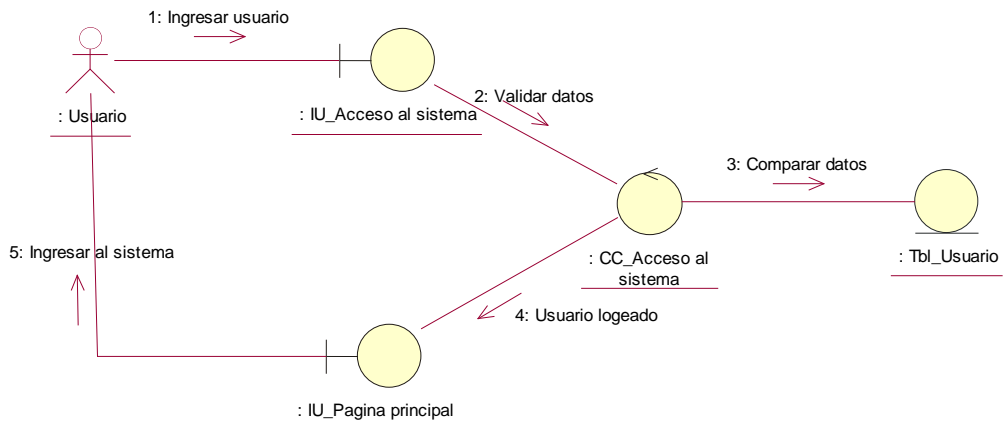 1: Ingresar usuario
: Usuario
: IU_Acceso al sistema
2: Validar datos
3: Comparar datos
: CC_Acceso al
sistema
: Tbl_Usuario
5: Ingresar al sistema
4: Usuario logeado
: IU_Pagina principal